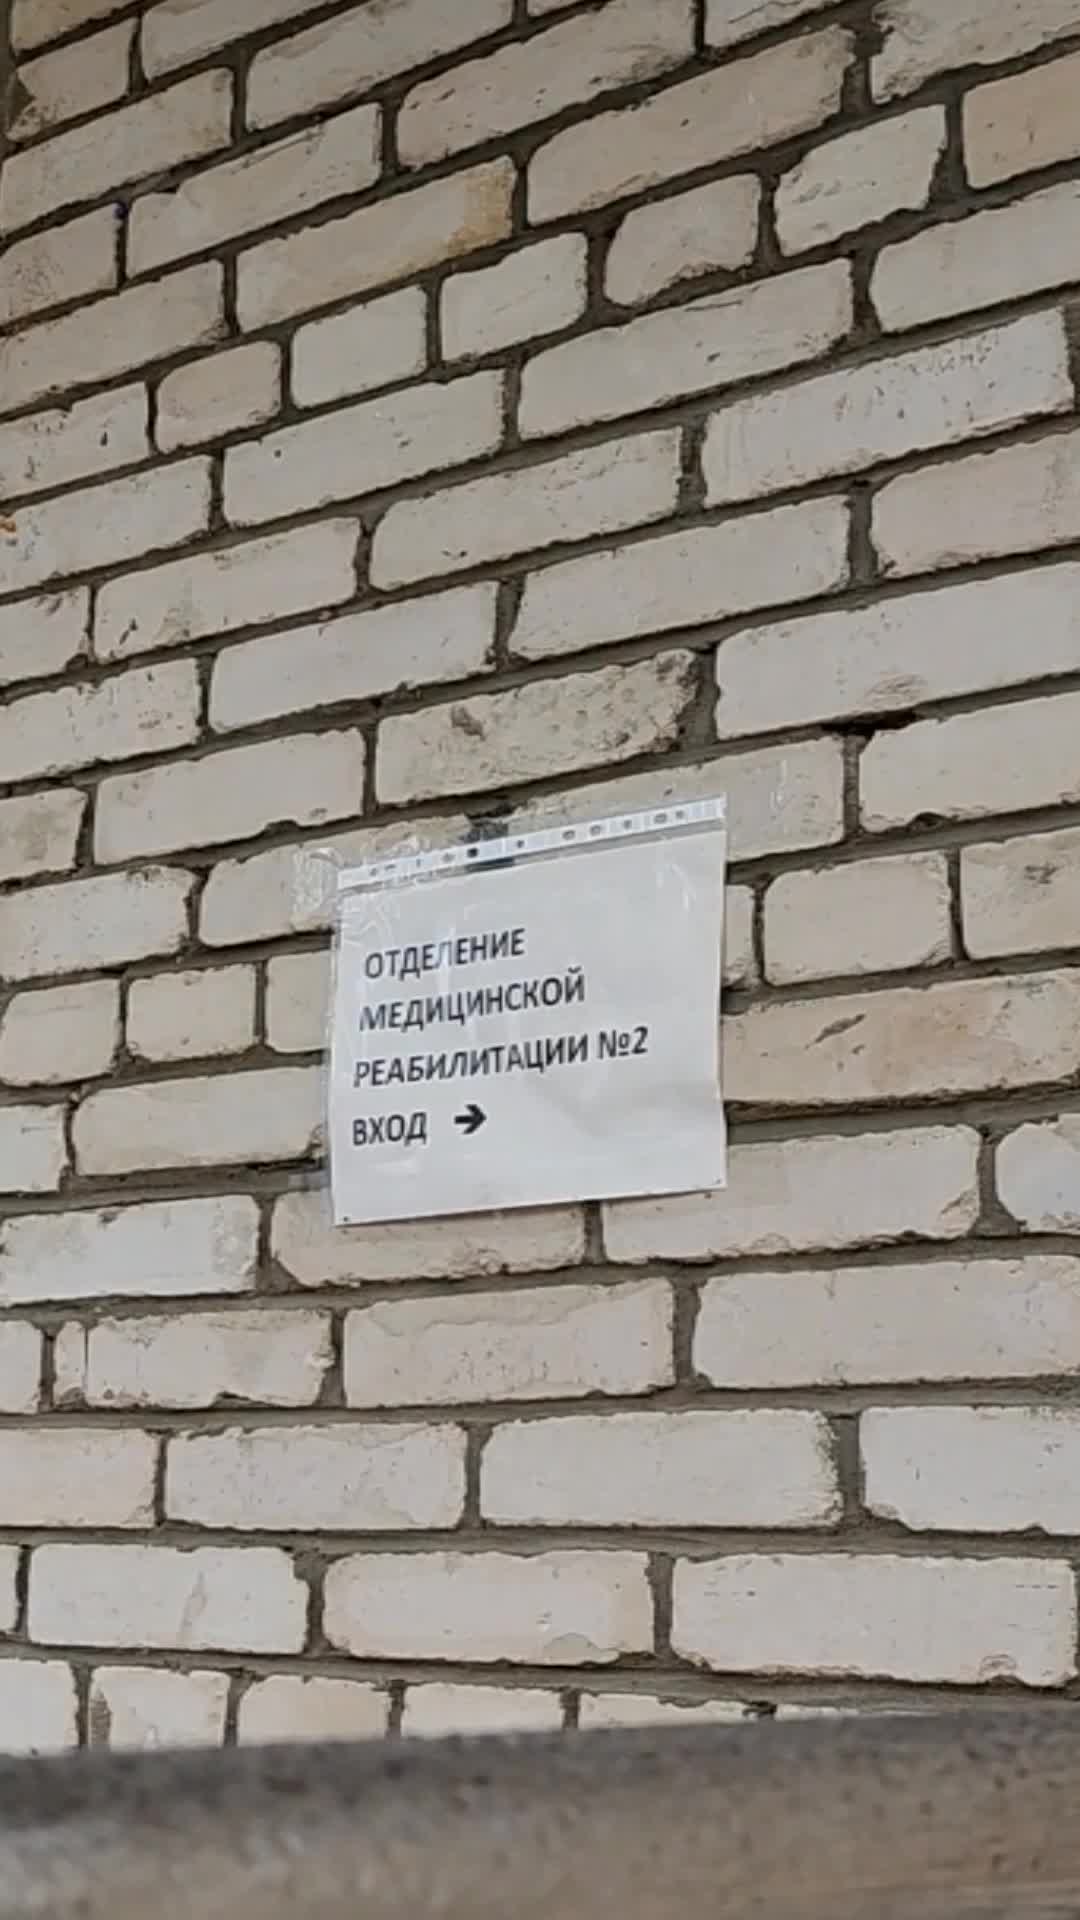 ОТДЕЛЕНИЕ
МЕДИЦИНСКОЙ
РЕАБИЛИТАЦИИ №2
ВХОД ➔